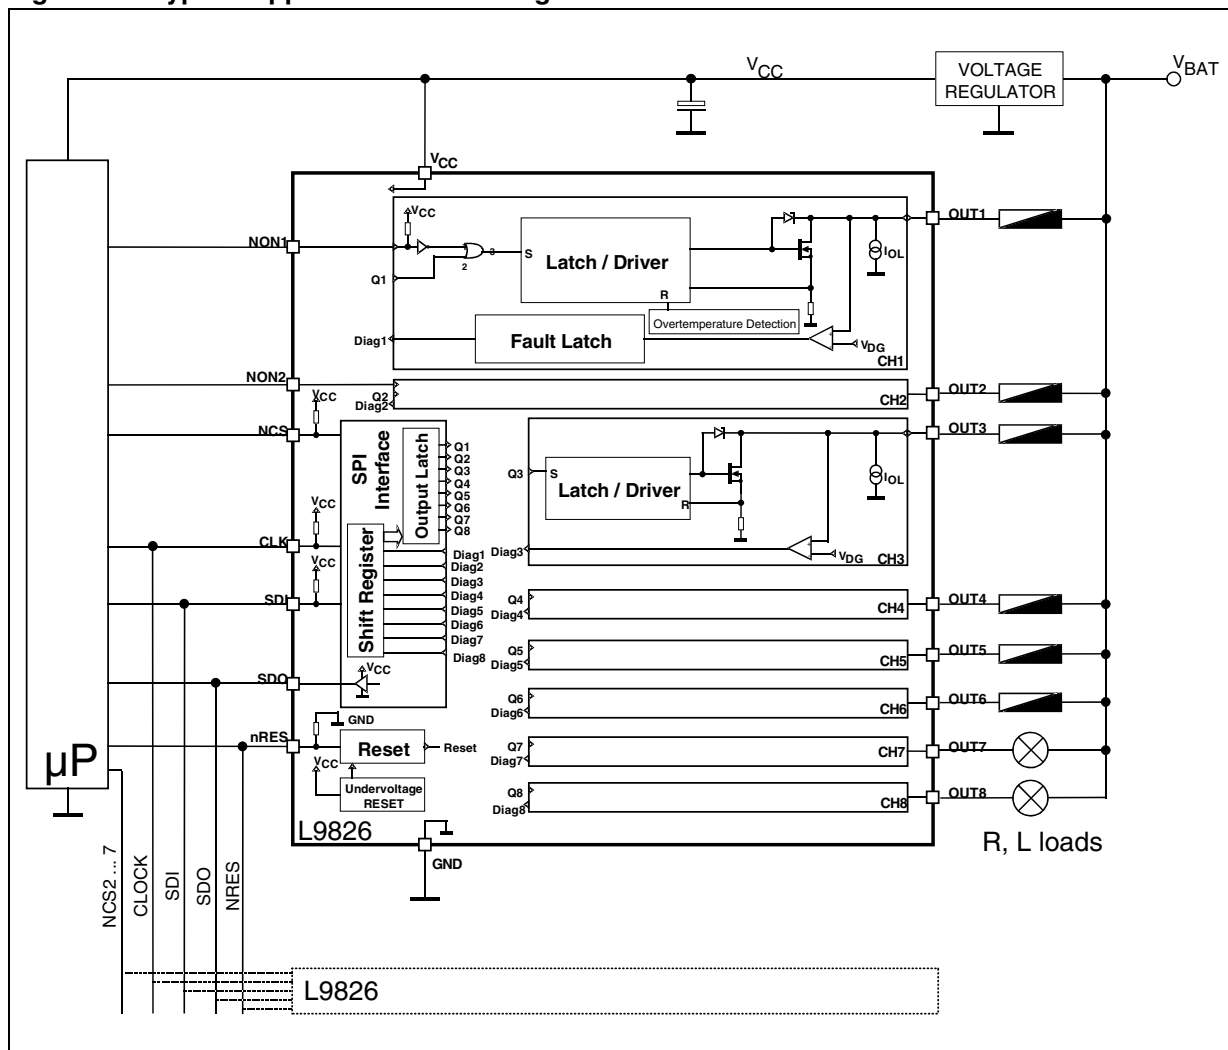 V_CC
VOLTAGE
REGULATOR
V_BAT
V_CC
V_CC
NON1
Q1
2
3
S
Latch / Driver
R
Overtemperature Detection
Fault Latch
Diag1
I_OL
V_DG
CH1
OUT1
NON2
Q2
Diag2
CH2
OUT2
V_CC
NCS
SPI
Interface
Output Latch
Q1
Q2
Q3
Q4
Q5
Q6
Q7
Q8
Q3
S
Latch / Driver
R
I_OL
OUT3
Diag3
V_DG
CH3
V_CC
CLK
V_CC
SDI
Shift Register
Diag1
Diag2
Diag3
Diag4
Diag5
Diag6
Diag7
Diag8
Q4
Diag4
CH4
OUT4
Q5
Diag5
CH5
OUT5
V_CC
SDO
Q6
Diag6
CH6
OUT6
GND
nRES
Reset
Reset
Q7
Diag7
CH7
OUT7
µP
V_CC
Undervoltage
RESET
Q8
Diag8
CH8
OUT8
L9826
GND
R, L loads
NCS2 ... 7
CLOCK
SDI
SDO
NRES
L9826